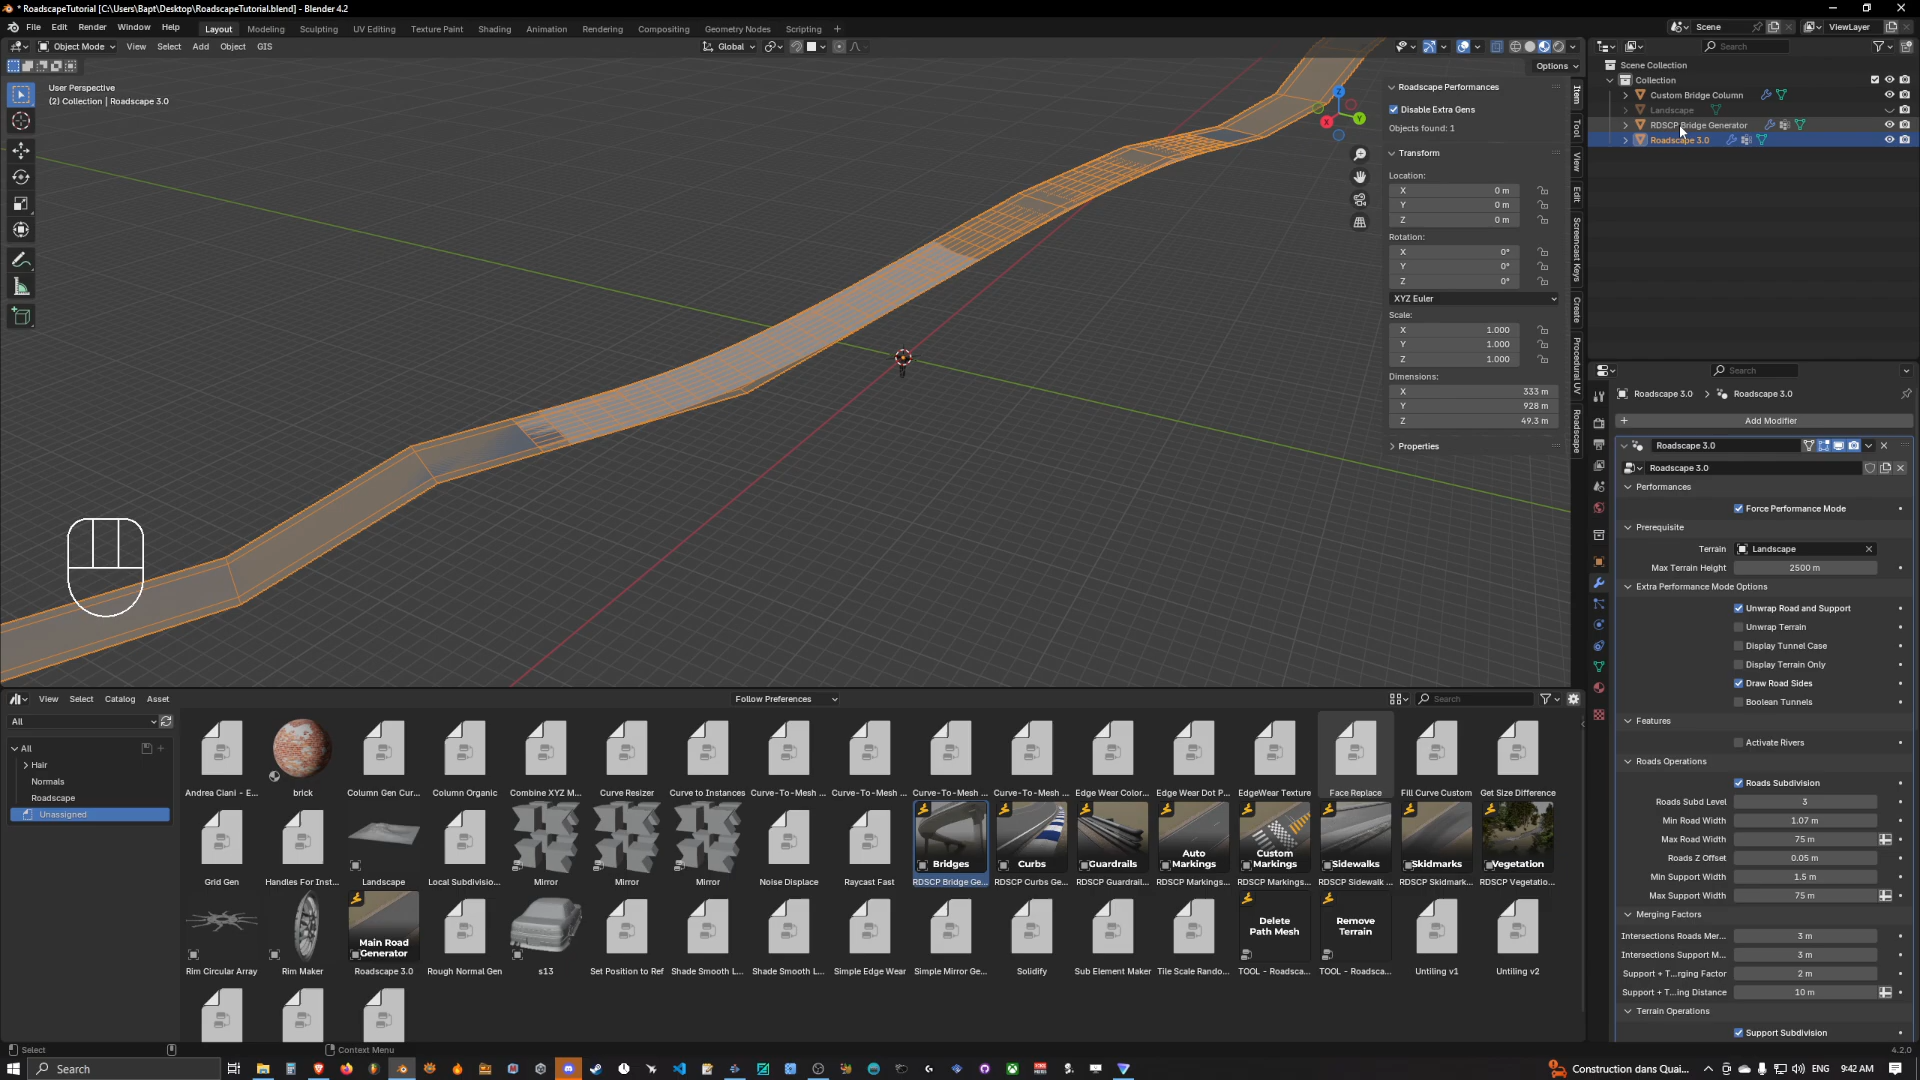 * RoadscapeTutorial [C:\Users\Bapt\Desktop\RoadscapeTutorial.blend] - Blender 4.2
File Edit Render Window Help Layout Modeling Sculpting UV Editing Texture Paint Shading Animation Rendering Compositing Geometry Nodes Scripting +
Scene ViewLayer
Object Mode View Select Add Object GIS Global
Search
Options
User Perspective
(2) Collection | Roadscape 3.0
Z
Y
X
Roadscape Performances
Disable Extra Gens
Objects found: 1
Transform
Location:
X 0 m
Y 0 m
Z 0 m
Rotation:
X 0°
Y 0°
Z 0°
XYZ Euler
Scale:
X 1.000
Y 1.000
Z 1.000
Dimensions:
X 333 m
Y 928 m
Z 49.3 m
Properties
Item
Tool
View
Edit
Screencast Keys
Create
Procedural UV
Roadscape
Scene Collection
Collection
Custom Bridge Column
Landscape
RDSCP Bridge Generator
Roadscape 3.0
Search
Roadscape 3.0 > Roadscape 3.0
+ Add Modifier
Roadscape 3.0
Roadscape 3.0
Performances
Force Performance Mode
Prerequisite
Terrain Landscape
Max Terrain Height 2500 m
Extra Performance Mode Options
Unwrap Road and Support
Unwrap Terrain
Display Tunnel Case
Display Terrain Only
Draw Road Sides
Boolean Tunnels
Features
Activate Rivers
Roads Operations
Roads Subdivision
Roads Subd Level 3
Min Road Width 1.07 m
Max Road Width 75 m
Roads Z Offset 0.05 m
Min Support Width 1.5 m
Max Support Width 75 m
Merging Factors
Intersections Roads Mer... 3 m
Intersections Support M... 3 m
Support + T...rging Factor 2 m
Support + T...ing Distance 10 m
Terrain Operations
Support Subdivision
View Select Catalog Asset Follow Preferences Search
All
All
Hair
Normals
Roadscape
Unassigned
Andrea Ciani - E... brick Column Gen Cur... Column Organic Combine XYZ M... Curve Resizer Curve to Instances Curve-To-Mesh ... Curve-To-Mesh ... Curve-To-Mesh ... Curve-To-Mesh ... Edge Wear Color... Edge Wear Dot P... EdgeWear Texture Face Replace Fill Curve Custom Get Size Difference
Bridges Curbs Guardrails Auto Markings Custom Markings Sidewalks Skidmarks Vegetation
Grid Gen Handles For Inst... Landscape Local Subdivisio... Mirror Mirror Mirror Noise Displace Raycast Fast RDSCP Bridge Ge... RDSCP Curbs Ge... RDSCP Guardrail... RDSCP Markings... RDSCP Markings... RDSCP Sidewalk ... RDSCP Skidmark... RDSCP Vegetatio...
Main Road Generator Delete Path Mesh Remove Terrain
Rim Circular Array Rim Maker Roadscape 3.0 Rough Normal Gen s13 Set Position to Ref Shade Smooth L... Shade Smooth L... Simple Edge Wear Simple Mirror Ge... Solidify Sub Element Maker Tile Scale Rando... TOOL - Roadsca... TOOL - Roadsca... Untiling v1 Untiling v2
Select Context Menu 4.2.0
Search Construction dans Quai... ENG 9:42 AM